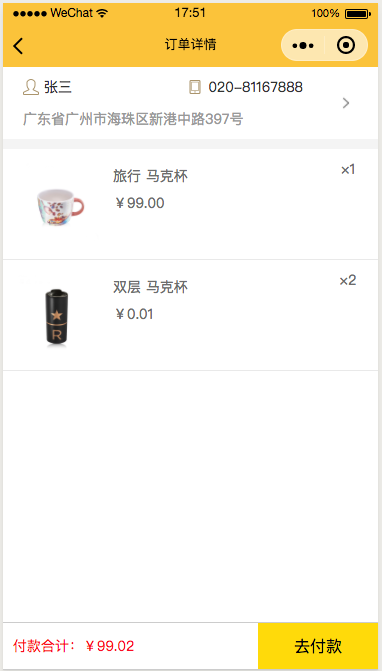 WeChat 17:51 100%
订单详情
张三 020-81167888
广东省广州市海珠区新港中路397号
旅行 马克杯 ×1
￥99.00
双层 马克杯 ×2
￥0.01
R
付款合计：￥99.02 去付款